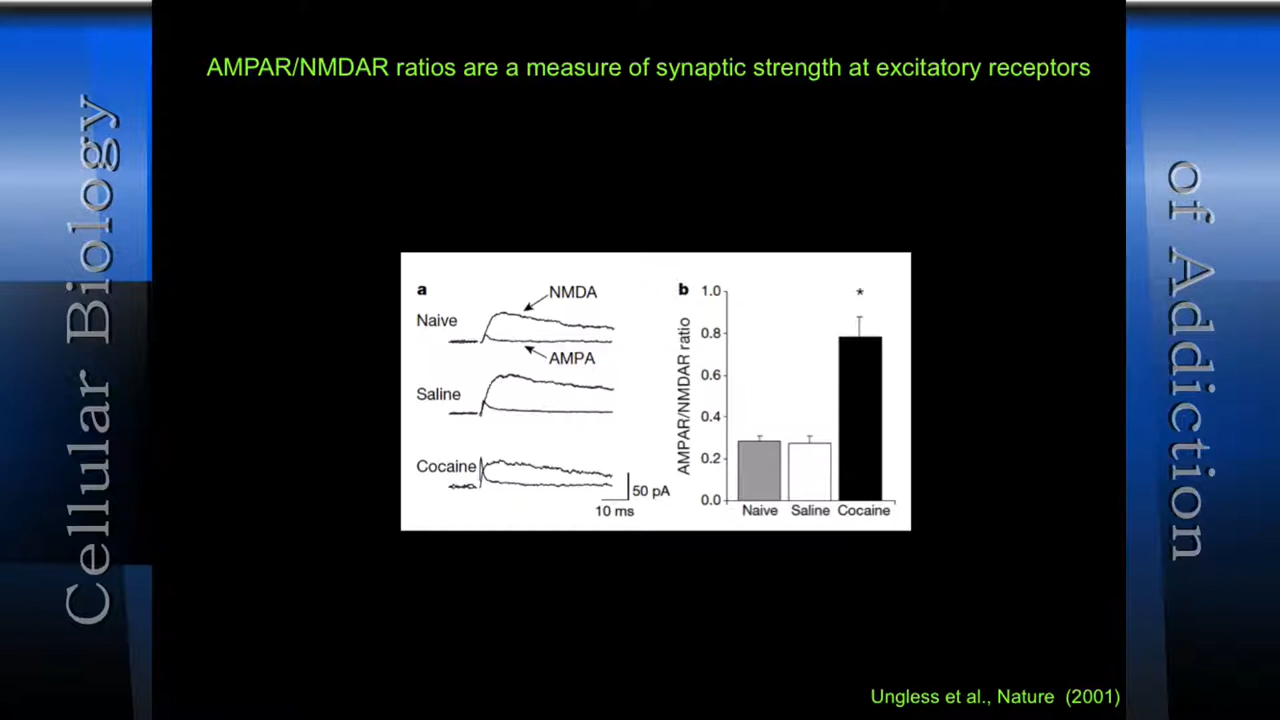 AMPAR/NMDAR ratios are a measure of synaptic strength at excitatory receptors
Cellular Biology
of Addiction
a
NMDA
Naive
AMPA
Saline
Cocaine
50 pA
10 ms
b
AMPAR/NMDAR ratio
1.0
0.8
0.6
0.4
0.2
0.0
*
Naive Saline Cocaine
Ungless et al., Nature (2001)